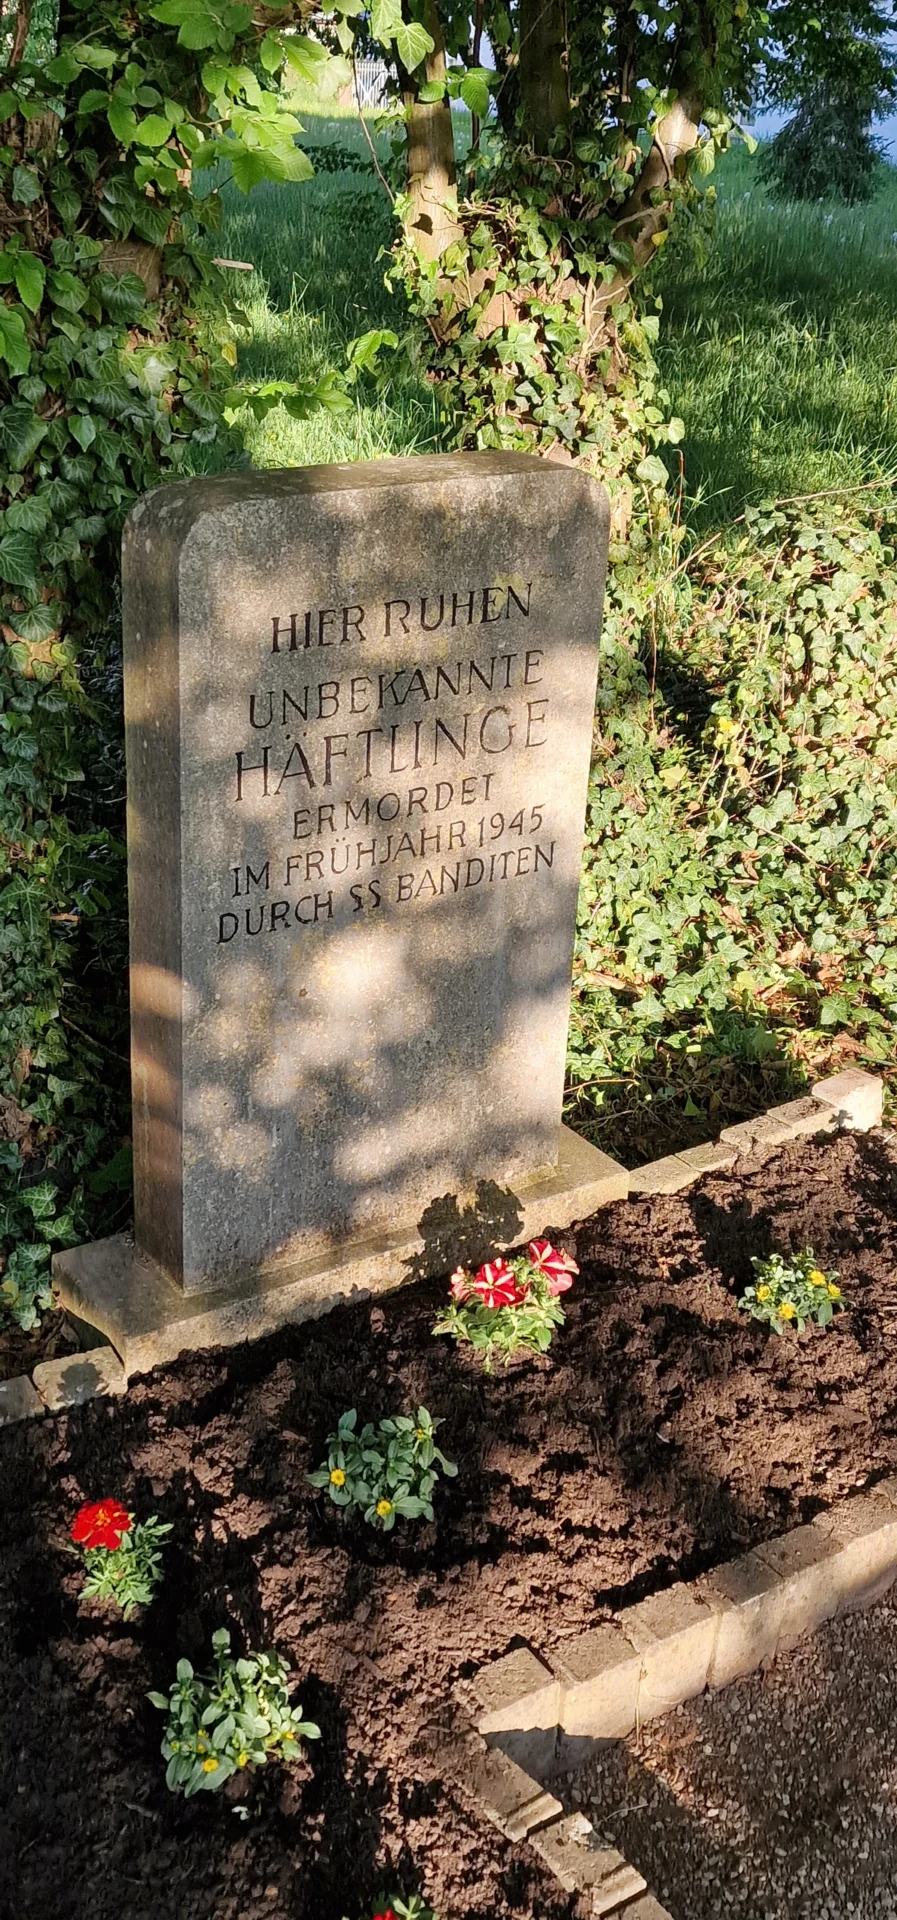 HIER RUHEN
UNBEKANNTE
HÄFTLINGE
ERMORDET
IM FRÜHJAHR 1945
DURCH SS BANDITEN